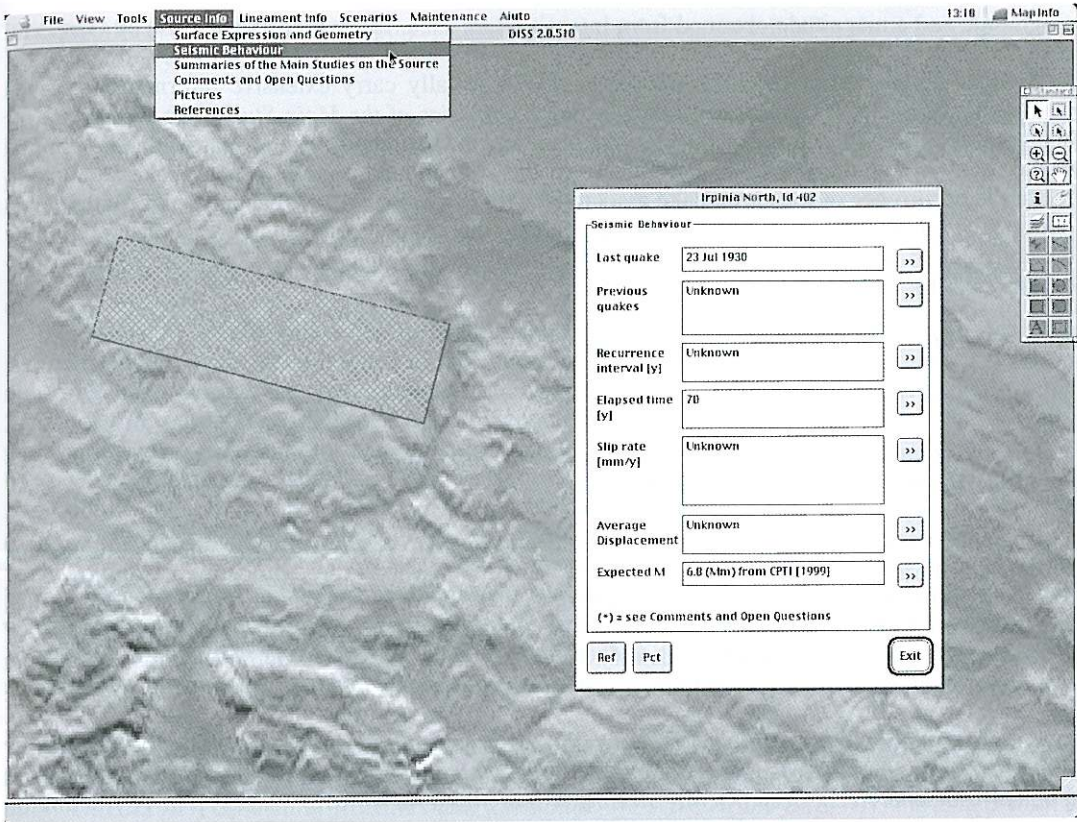 File View Tools Source Info Lineament Info Scenarios Maintenance Aiuto 13:18 MapInfo
DISS 2.0.510
Surface Expression and Geometry
Seismic Behaviour
Summaries of the Main Studies on the Source
Comments and Open Questions
Pictures
References
Standard
Irpinia North, Id 402
Seismic Behaviour
Last quake 23 Jul 1930 >>
Previous quakes Unknown >>
Recurrence interval [y] Unknown >>
Elapsed time [y] 70 >>
Slip rate [mm/y] Unknown >>
Average Displacement Unknown >>
Expected M 6.8 (Mm) from CPTI [1999] >>
(*) = see Comments and Open Questions
Ref Pct Exit